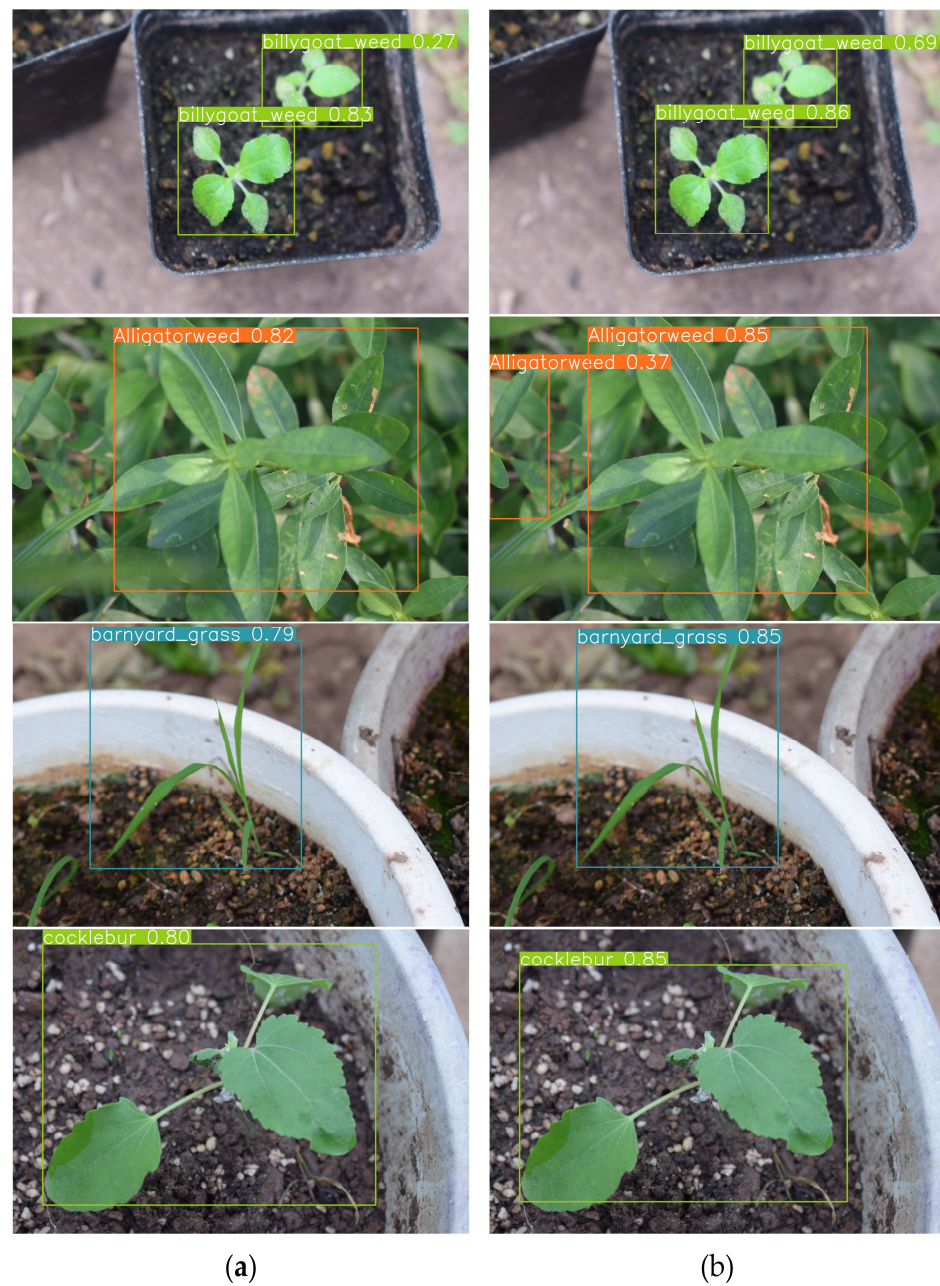 billygoat_weed 0.27
billygoat_weed 0.83
billygoat_weed 0.69
billygoat_weed 0.86
Alligatorweed 0.82
Alligatorweed 0.85
Alligatorweed 0.37
barnyard_grass 0.79
barnyard_grass 0.85
cocklebur 0.80
cocklebur 0.85
(a)
(b)